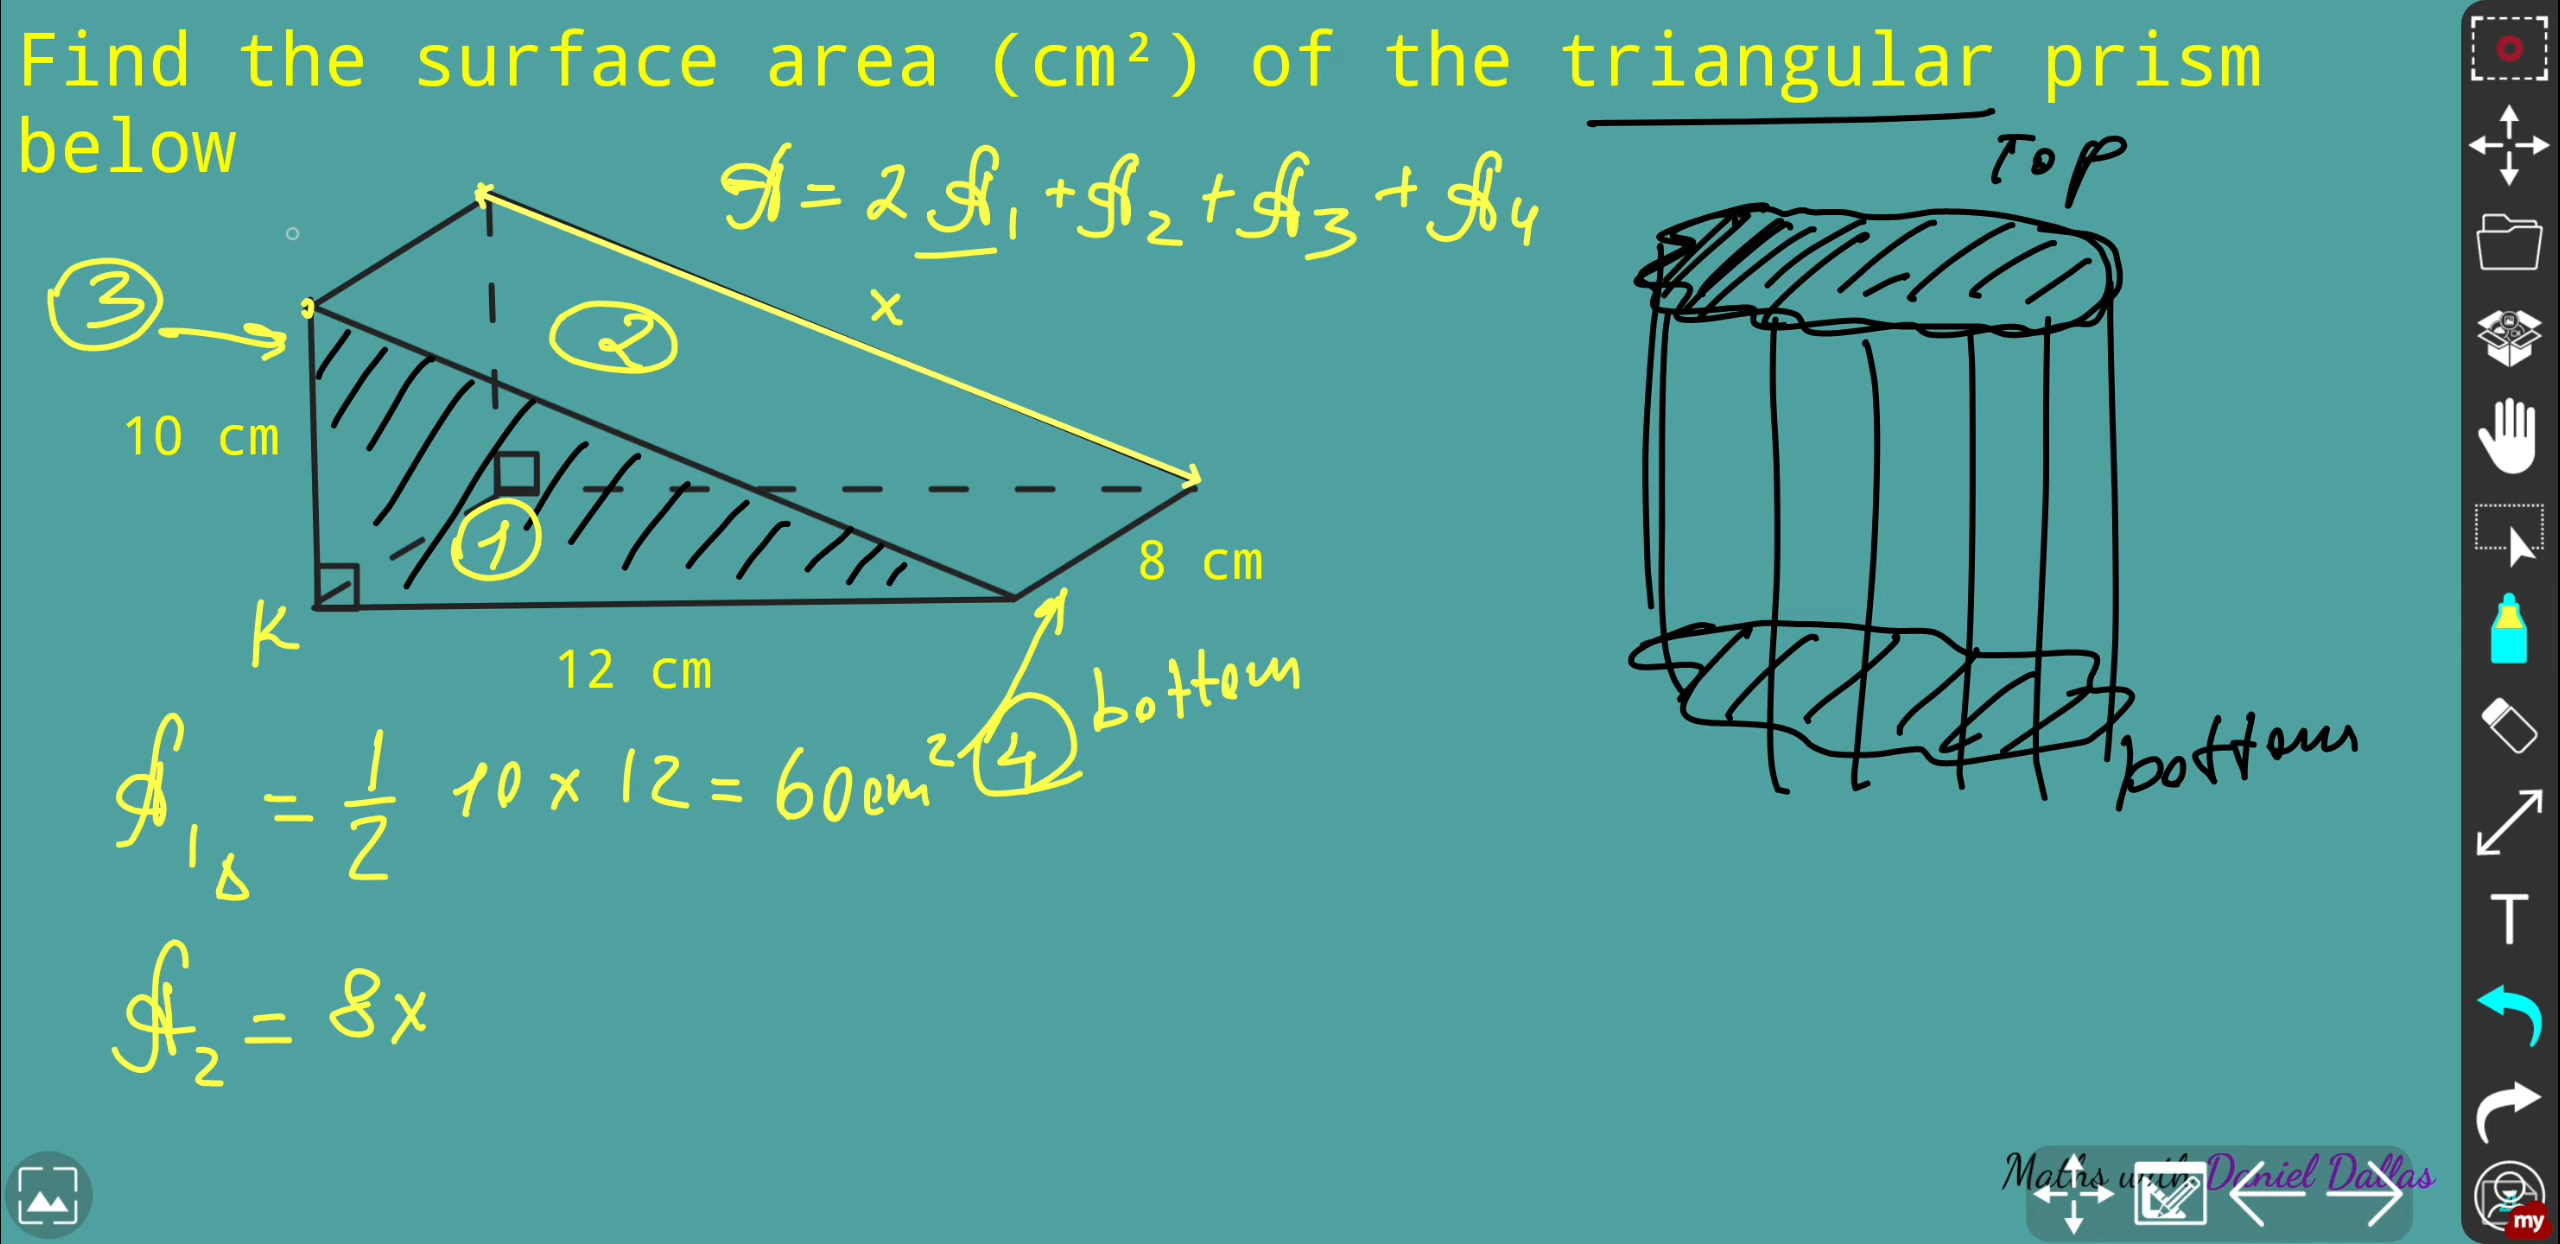 Find the surface area (cm²) of the triangular prism
below
A = 2A₁ + A₂ + A₃ + A₄
Top
3
2
x
10 cm
1
8 cm
K
12 cm
bottom
4
bottom
A₁Δ = 1/2 10 x 12 = 60cm²
A₂ = 8x
Maths with Daniel Dallas
T
my